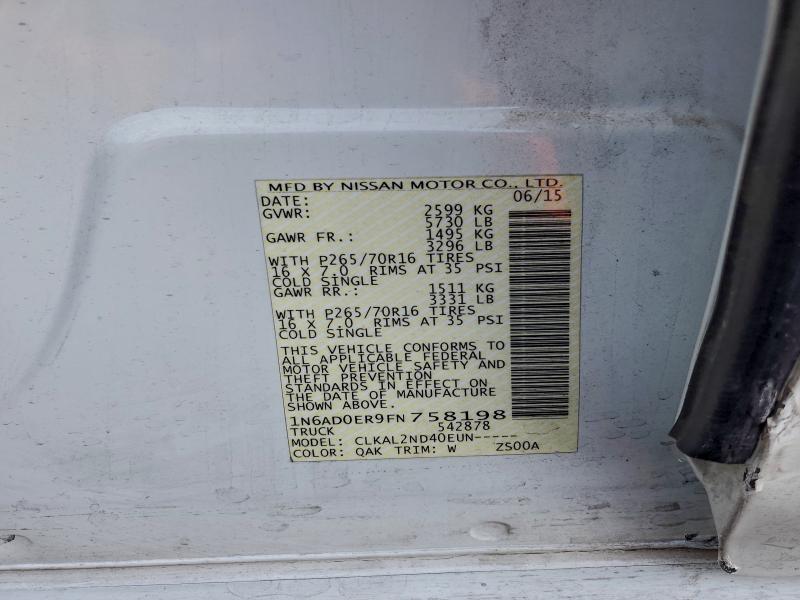 MFD BY NISSAN MOTOR CO., LTD.
DATE: 06/15
GVWR: 2599 KG
5730 LB
GAWR FR.: 1495 KG
3296 LB
WITH P265/70R16 TIRES
16 X 7.0 RIMS AT 35 PSI
COLD SINGLE
GAWR RR.: 1511 KG
3331 LB
WITH P265/70R16 TIRES
16 X 7.0 RIMS AT 35 PSI
COLD SINGLE
THIS VEHICLE CONFORMS TO
ALL APPLICABLE FEDERAL
MOTOR VEHICLE SAFETY AND
THEFT PREVENTION
STANDARDS IN EFFECT ON
THE DATE OF MANUFACTURE
SHOWN ABOVE.
1N6AD0ER9FN 758198
TRUCK 542878
MODEL: CLKAL2ND40EUN-----
COLOR: QAK TRIM: W ZS00A